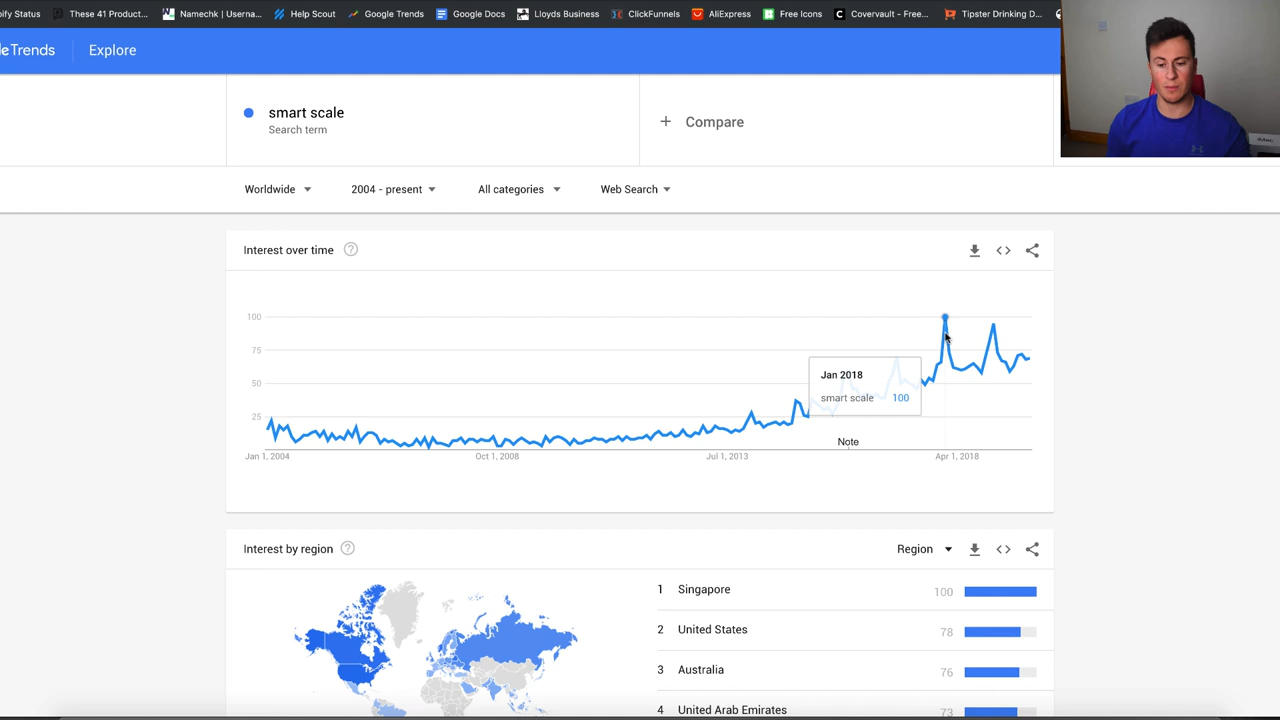 pify Status These 41 Product... Namechk | Userna... Help Scout Google Trends Google Docs Lloyds Business ClickFunnels AliExpress Free Icons Covervault - Free... Tipster Drinking D...
leTrends Explore
smart scale
Search term
+ Compare
Worldwide 2004 - present All categories Web Search
Interest over time ?
100
75
50
25
Jan 2018
smart scale 100
Note
Jan 1, 2004 Oct 1, 2008 Jul 1, 2013 Apr 1, 2018
Interest by region ? Region
1 Singapore 100
2 United States 78
3 Australia 76
4 United Arab Emirates 73